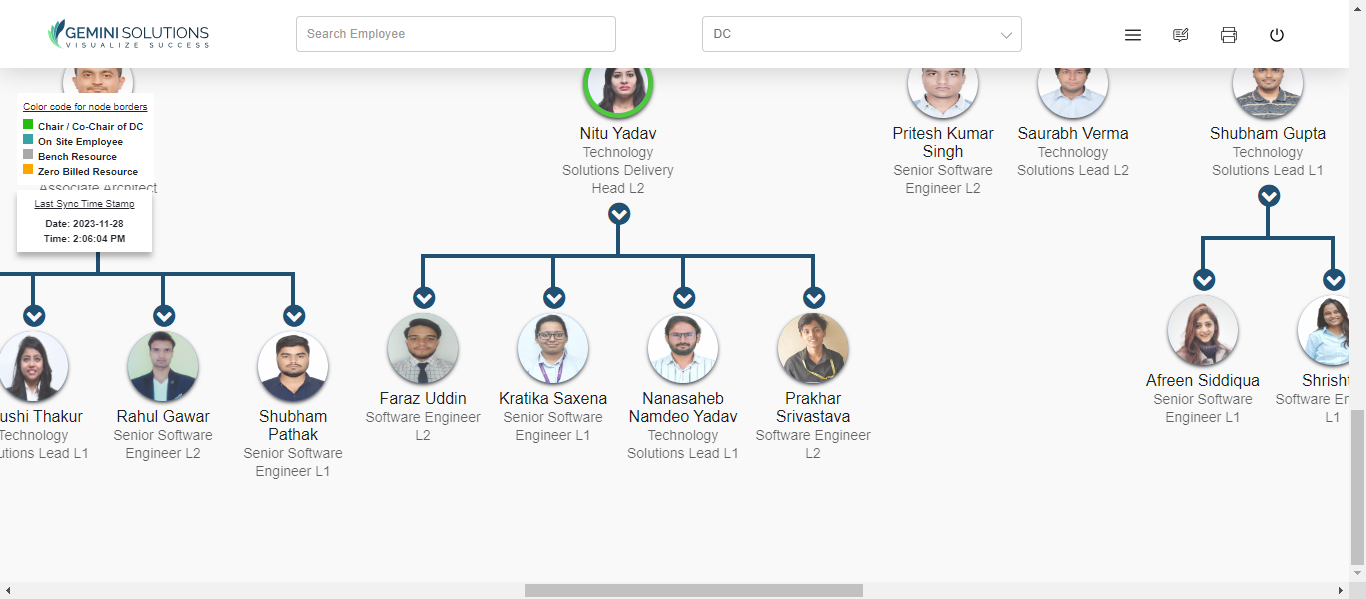 GEMINI SOLUTIONS
VISUALIZE SUCCESS
Search Employee
DC
Color code for node borders
Chair / Co-Chair of DC
On Site Employee
Bench Resource
Zero Billed Resource
Associate Architect
Last Sync Time Stamp
Date: 2023-11-28
Time: 2:06:04 PM
Nitu Yadav
Technology
Solutions Delivery
Head L2
Pritesh Kumar
Singh
Senior Software
Engineer L2
Saurabh Verma
Technology
Solutions Lead L2
Shubham Gupta
Technology
Solutions Lead L1
ushi Thakur
Technology
utions Lead L1
Rahul Gawar
Senior Software
Engineer L2
Shubham
Pathak
Senior Software
Engineer L1
Faraz Uddin
Software Engineer
L2
Kratika Saxena
Senior Software
Engineer L1
Nanasaheb
Namdeo Yadav
Technology
Solutions Lead L1
Prakhar
Srivastava
Software Engineer
L2
Afreen Siddiqua
Senior Software
Engineer L1
Shrish
Software En
L1